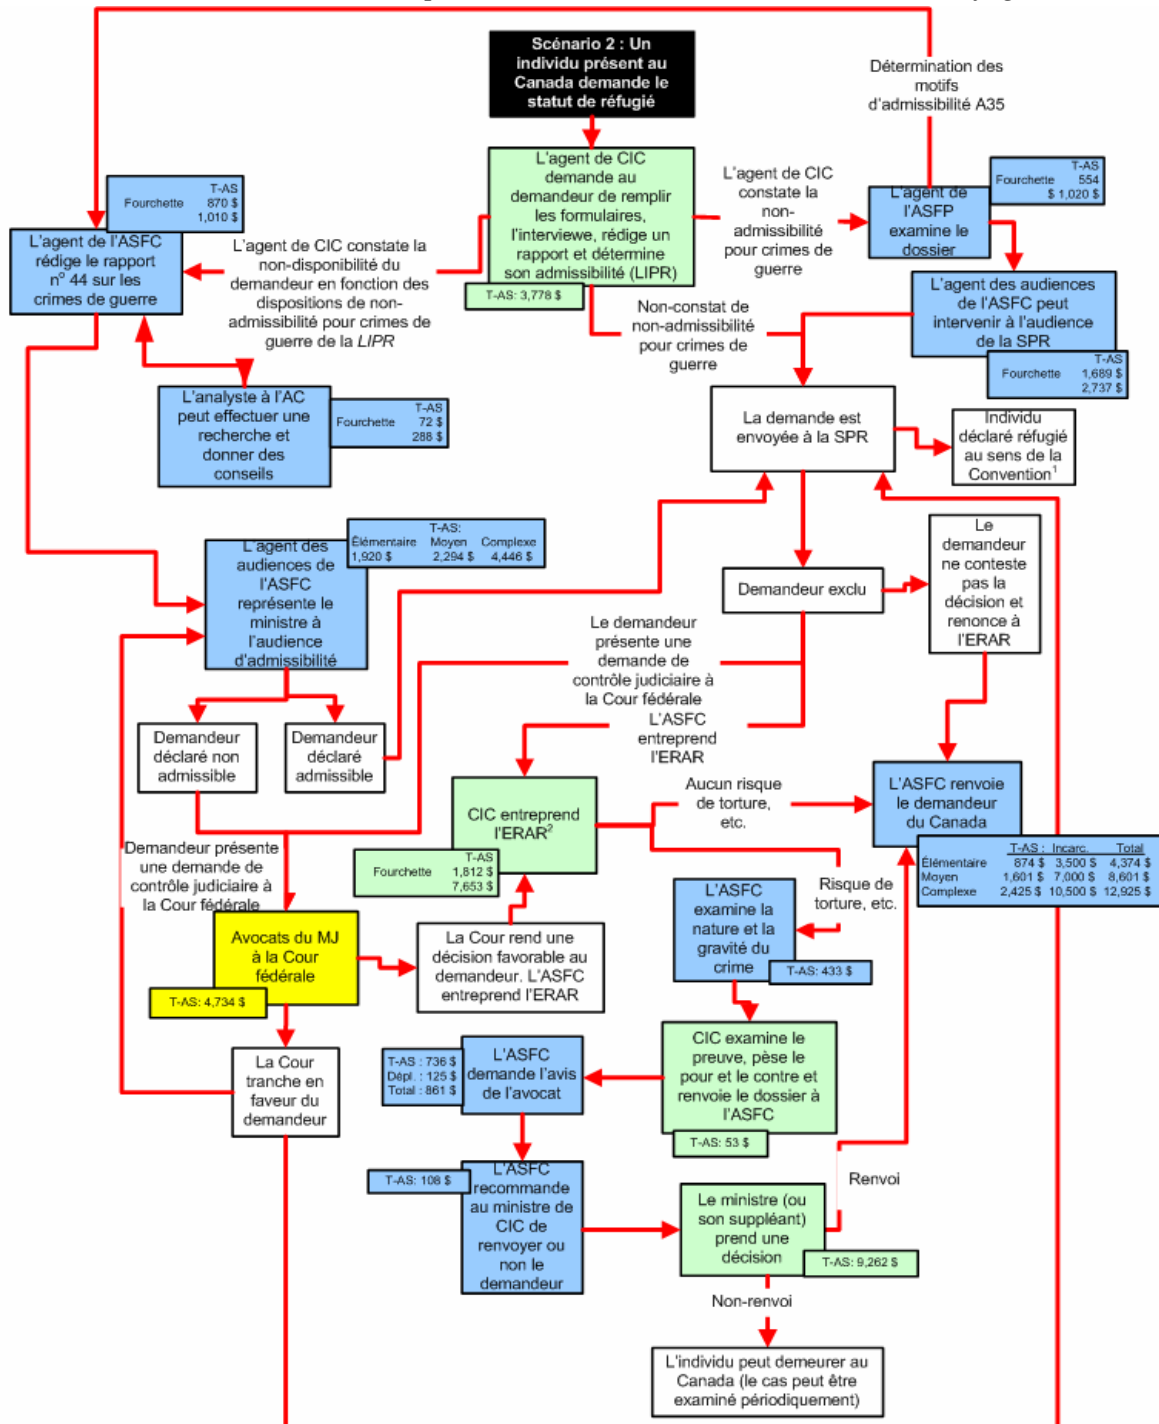 Scénario 2 : Un
individu présent au
Canada demande le
statut de réfugié
Détermination des
motifs
d'admissibilité A35
L'agent de CIC
demande au
demandeur de remplir
les formulaires,
l'interviewe, rédige un
rapport et détermine
son admissibilité (LIPR)
T-AS: 3,778 $
L'agent de CIC
constate la
non-
admissibilité
pour crimes de
guerre
T-AS
Fourchette 554
$ 1,020 $
L'agent de
l'ASFP
examine le
dossier
T-AS
Fourchette 870 $
1,010 $
L'agent de l'ASFC
rédige le rapport
n° 44 sur les
crimes de guerre
L'agent de CIC constate la
non-disponibilité du
demandeur en fonction des
dispositions de non-
admissibilité pour crimes de
guerre de la LIPR
Non-constat de
non-admissibilité
pour crimes de
guerre
L'agent des audiences
de l'ASFC peut
intervenir à l'audience
de la SPR
T-AS
Fourchette 1,689 $
2,737 $
L'analyste à l'AC
peut effectuer une
recherche et
donner des
conseils
T-AS
Fourchette 72 $
288 $
La demande est
envoyée à la SPR
Individu
déclaré réfugié
au sens de la
Convention1
T-AS:
Élémentaire Moyen Complexe
1,920 $ 2,294 $ 4,446 $
L'agent des
audiences de
l'ASFC
représente le
ministre à
l'audience
d'admissibilité
Demandeur exclu
Le
demandeur
ne conteste
pas la
décision et
renonce à
l'ERAR
Le demandeur
présente une
demande de
contrôle judiciaire à
la Cour fédérale
L'ASFC
entreprend
l'ERAR
Demandeur
déclaré non
admissible
Demandeur
déclaré
admissible
CIC entreprend
l'ERAR2
T-AS
Fourchette 1,812 $
7,653 $
Aucun risque
de torture,
etc.
L'ASFC renvoie
le demandeur
du Canada
T-AS : Incarc. Total
Élémentaire 874 $ 3,500 $ 4,374 $
Moyen 1,601 $ 7,000 $ 8,601 $
Complexe 2,425 $ 10,500 $ 12,925 $
Demandeur présente
une demande de
contrôle judiciaire à
la Cour fédérale
Risque de
torture, etc.
L'ASFC
examine la
nature et la
gravité du
crime
T-AS: 433 $
Avocats du MJ
à la Cour
fédérale
T-AS: 4,734 $
La Cour rend une
décision favorable au
demandeur. L'ASFC
entreprend l'ERAR
La Cour
tranche en
faveur du
demandeur
T-AS : 736 $
Dépl. : 125 $
Total : 861 $
L'ASFC
demande l'avis
de l'avocat
CIC examine le
preuve, pèse le
pour et le contre et
renvoie le dossier à
l'ASFC
T-AS: 53 $
T-AS: 108 $
L'ASFC
recommande
au ministre de
CIC de
renvoyer ou
non le
demandeur
Le ministre (ou
son suppléant)
prend une
décision
T-AS: 9,262 $
Renvoi
Non-renvoi
L'individu peut demeurer au
Canada (le cas peut être
examiné périodiquement)